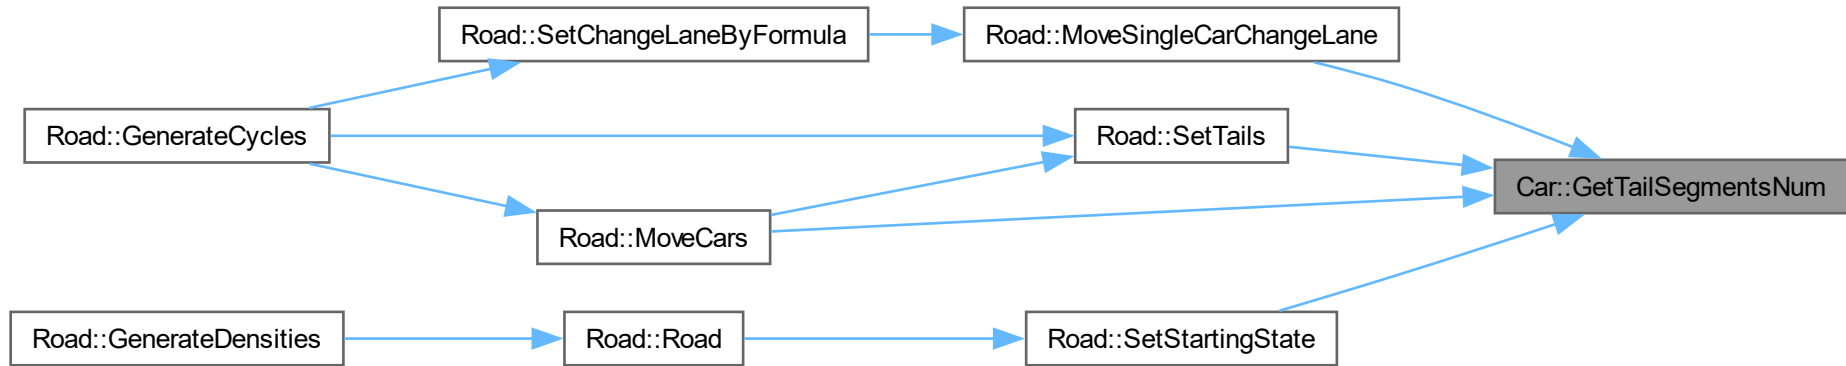 Road::SetChangeLaneByFormula
Road::MoveSingleCarChangeLane
Road::GenerateCycles
Road::SetTails
Car::GetTailSegmentsNum
Road::MoveCars
Road::GenerateDensities
Road::Road
Road::SetStartingState